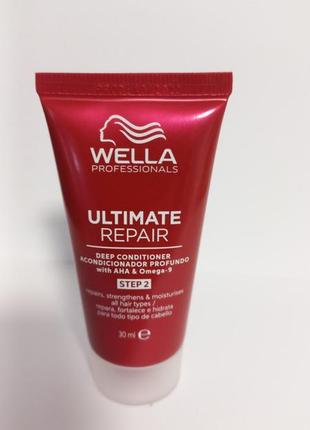 WELLA
PROFESSIONALS
ULTIMATE
REPAIR
DEEP CONDITIONER
ACONDICIONADOR PROFUNDO
with AHA & Omega-9
STEP 2
repairs, strengthens & moisturises
all hair types /
repara, fortalece e hidrata
para todo tipo de cabello
30 ml ℮